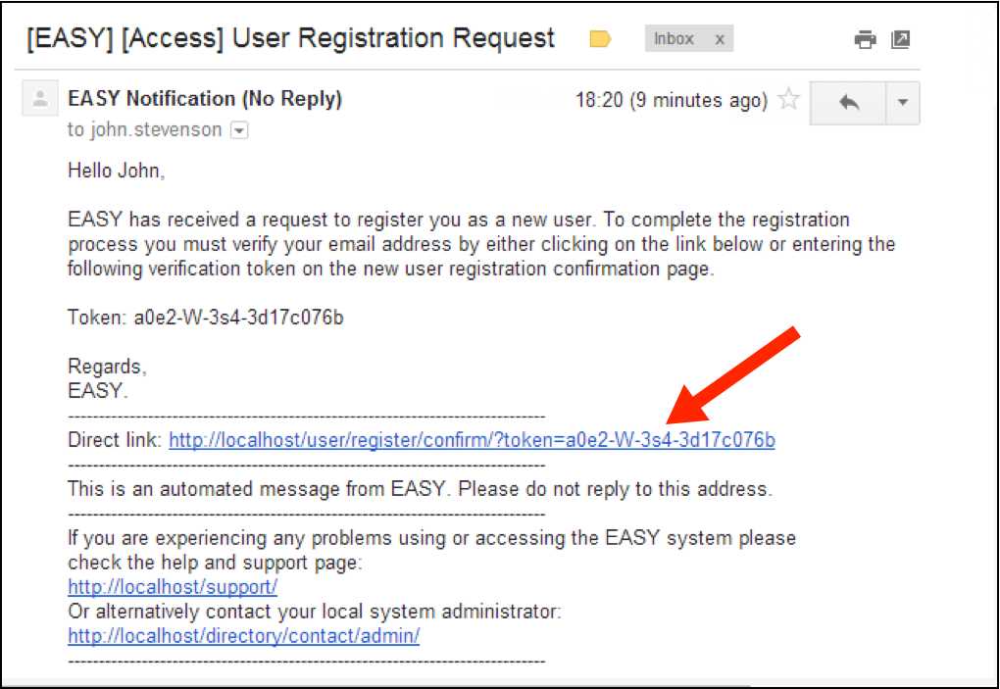 [EASY] [Access] User Registration Request
Inbox x
EASY Notification (No Reply)
18:20 (9 minutes ago)
to john.stevenson
Hello John,
EASY has received a request to register you as a new user. To complete the registration
process you must verify your email address by either clicking on the link below or entering the
following verification token on the new user registration confirmation page.
Token: a0e2-W-3s4-3d17c076b
Regards,
EASY.
--------------------------------------------------------------------------------
Direct link: http://localhost/user/register/confirm/?token=a0e2-W-3s4-3d17c076b
--------------------------------------------------------------------------------
This is an automated message from EASY. Please do not reply to this address.
--------------------------------------------------------------------------------
If you are experiencing any problems using or accessing the EASY system please
check the help and support page:
http://localhost/support/
Or alternatively contact your local system administrator:
http://localhost/directory/contact/admin/
--------------------------------------------------------------------------------